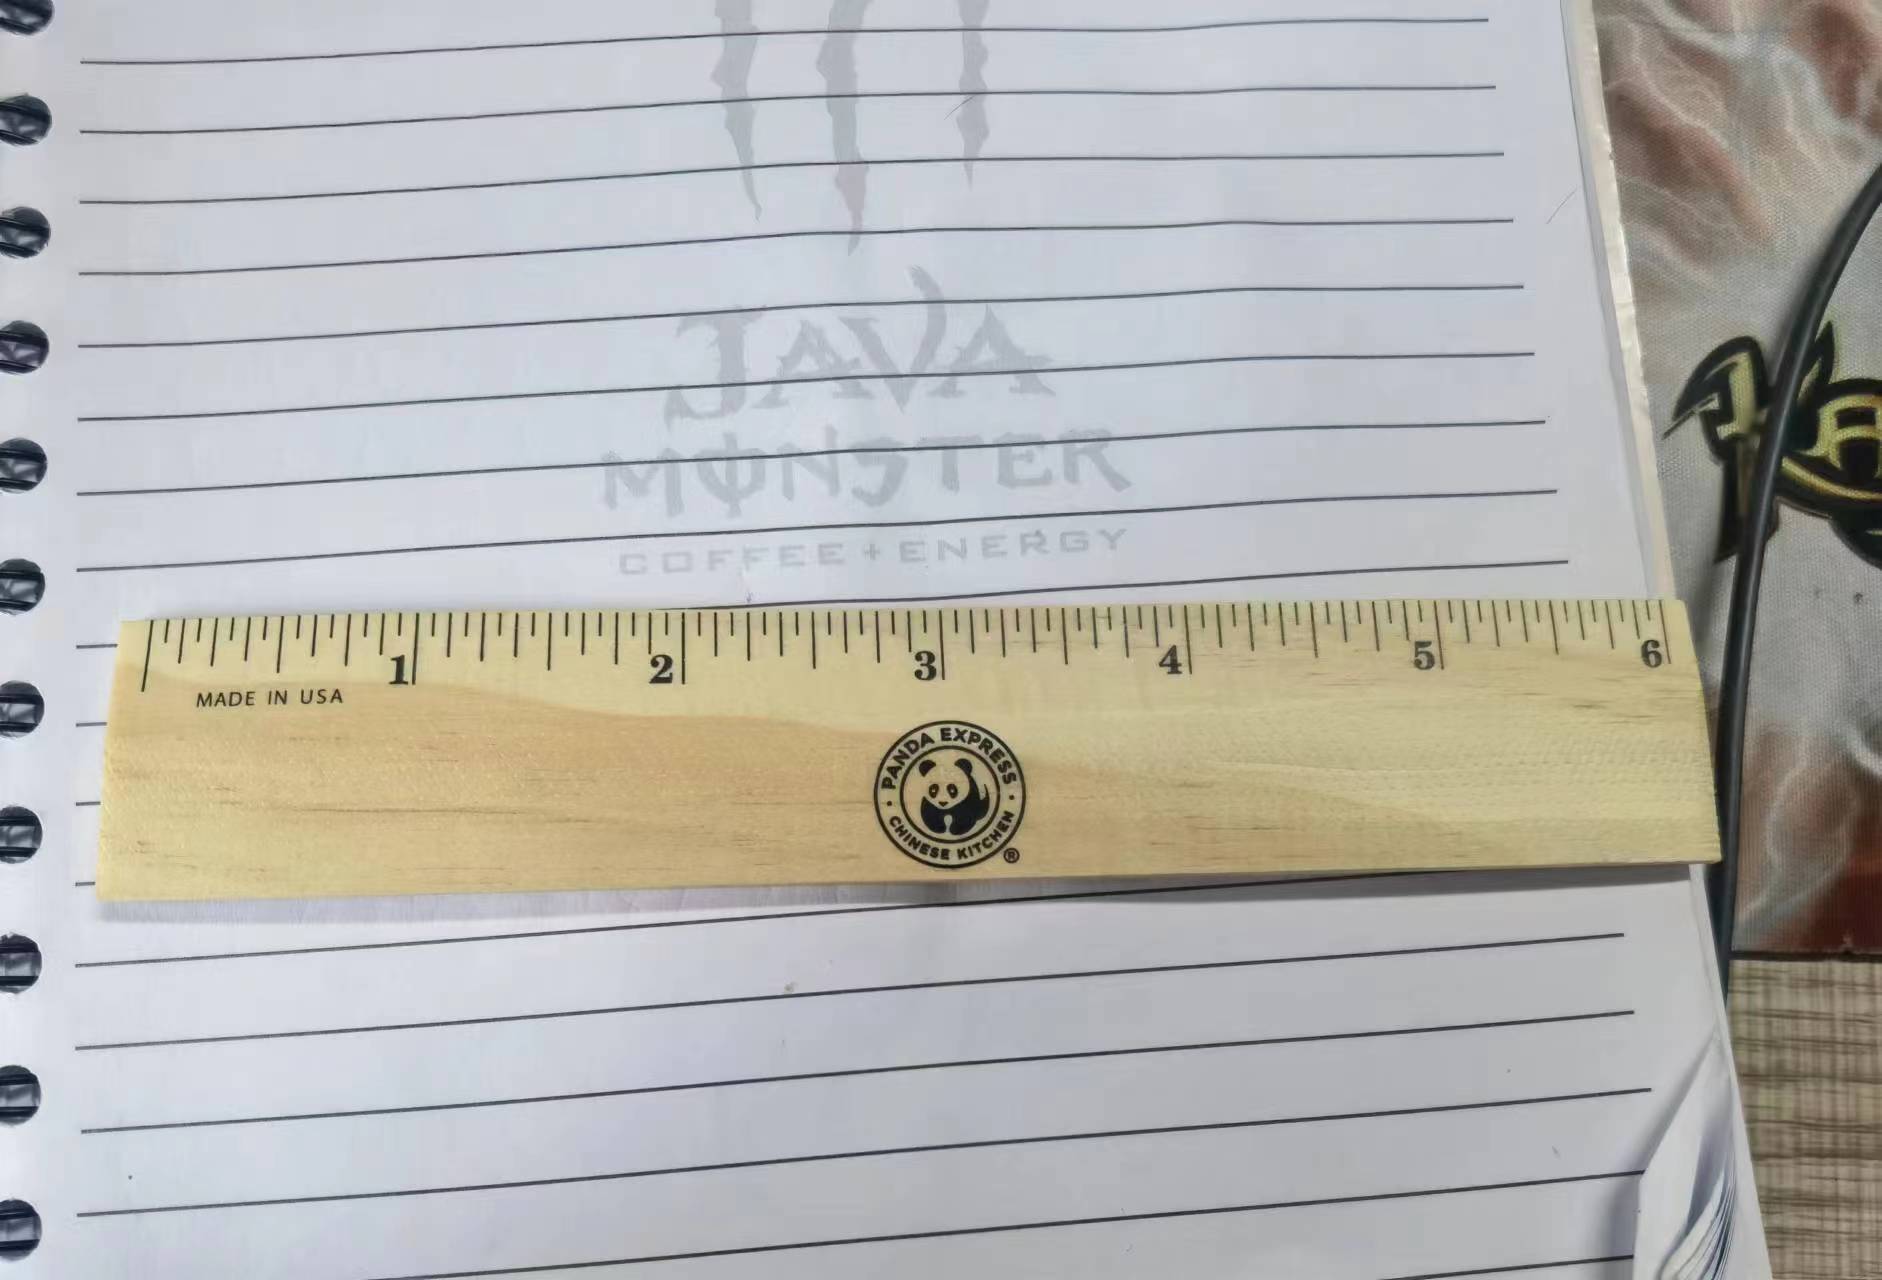 JAVA
MONSTER
COFFEE+ENERGY
1 2 3 4 5 6
MADE IN USA
PANDA EXPRESS
CHINESE KITCHEN
®